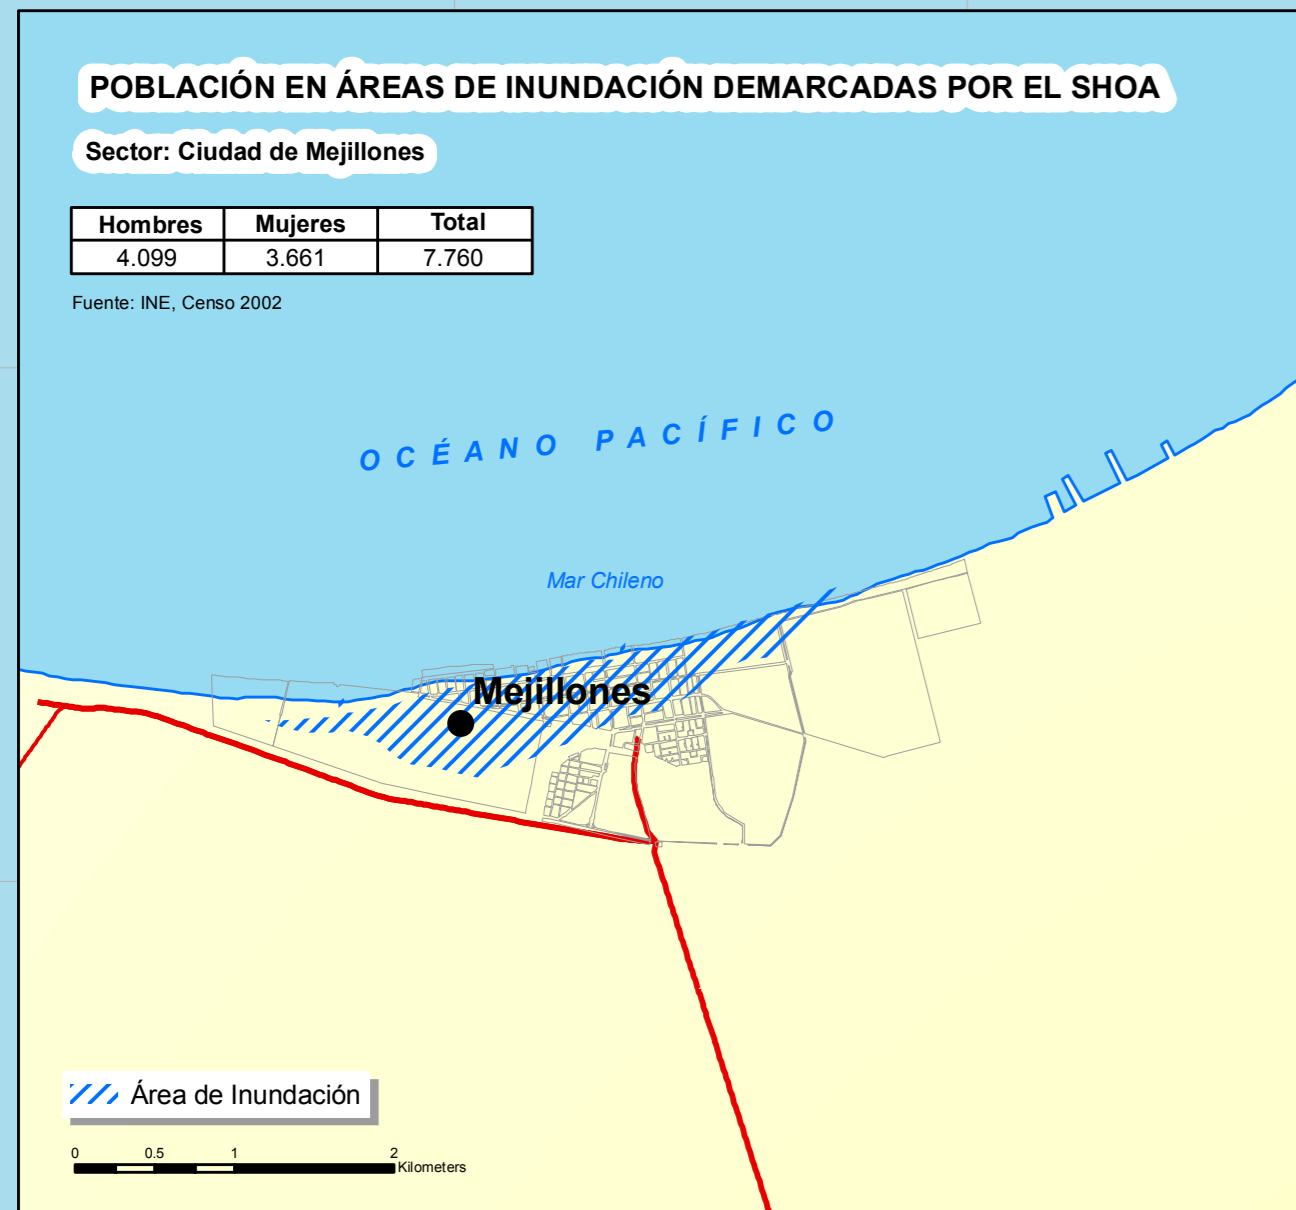 POBLACIÓN EN ÁREAS DE INUNDACIÓN DEMARCADAS POR EL SHOA
Sector: Ciudad de Mejillones
Hombres Mujeres Total
4.099 3.661 7.760
Fuente: INE, Censo 2002
OCÉANO PACÍFICO
Mar Chileno
Mejillones
Área de Inundación
0 0.5 1 2
Kilometers